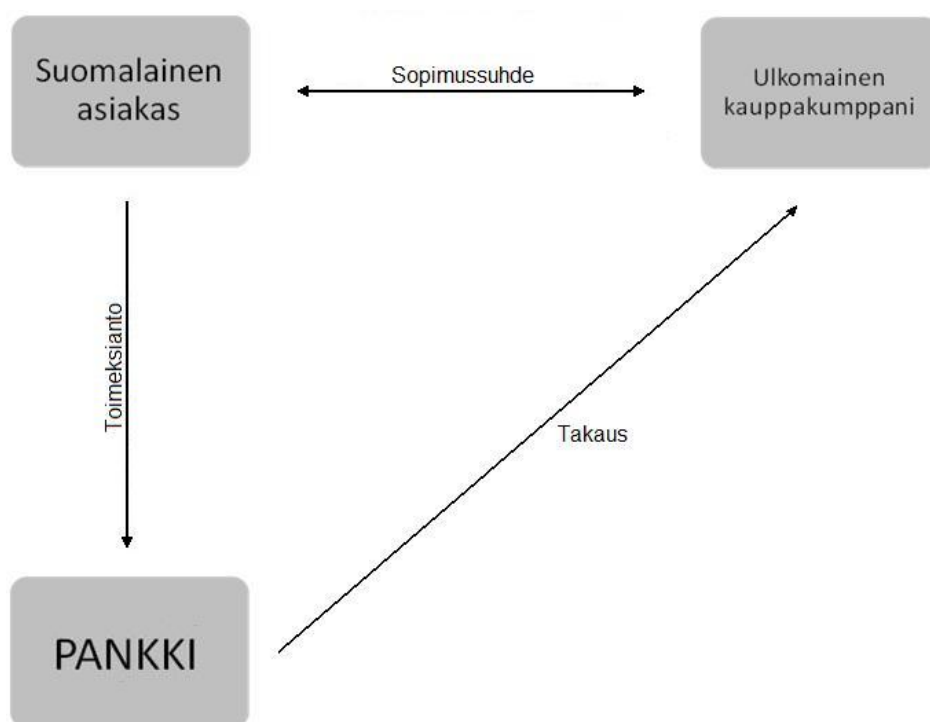 Suomalainen
asiakas
Sopimussuhde
Ulkomainen
kauppakumppani
Toimeksianto
Takaus
PANKKI